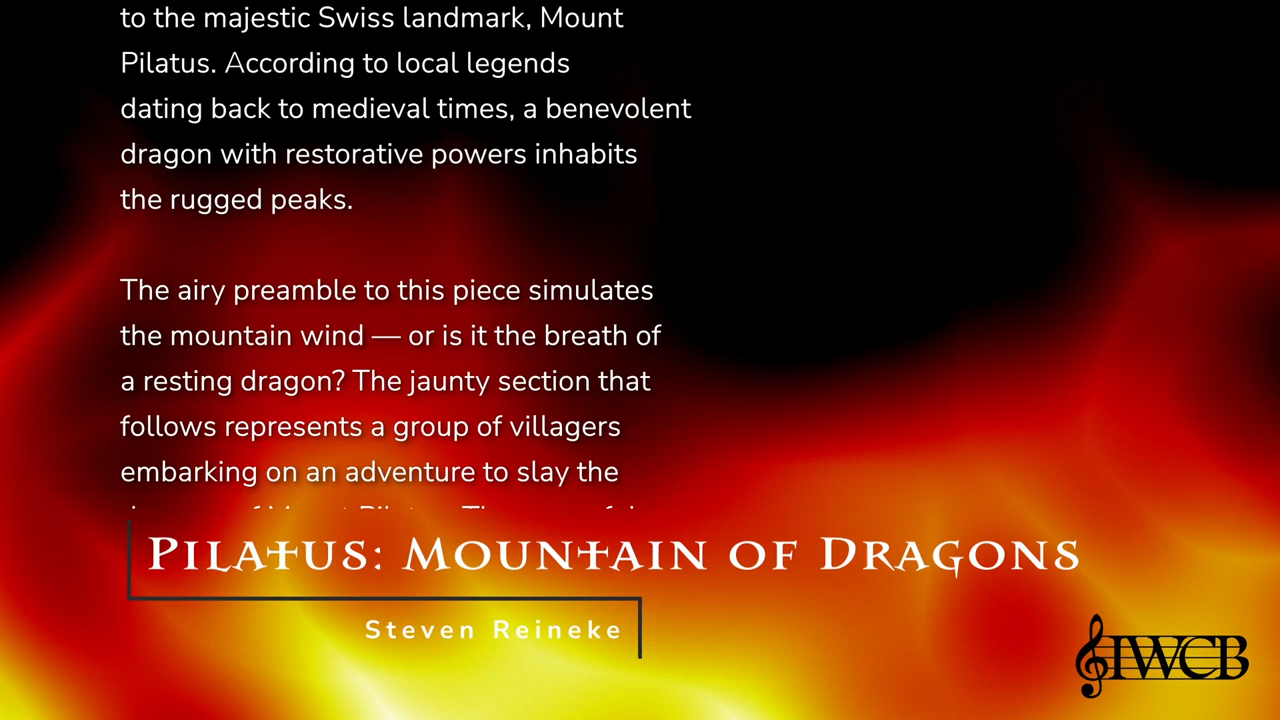 to the majestic Swiss landmark, Mount
Pilatus. According to local legends
dating back to medieval times, a benevolent
dragon with restorative powers inhabits
the rugged peaks.
The airy preamble to this piece simulates
the mountain wind — or is it the breath of
a resting dragon? The jaunty section that
follows represents a group of villagers
embarking on an adventure to slay the
Pilatus: Mountain of Dragons
Steven Reineke
IWCB